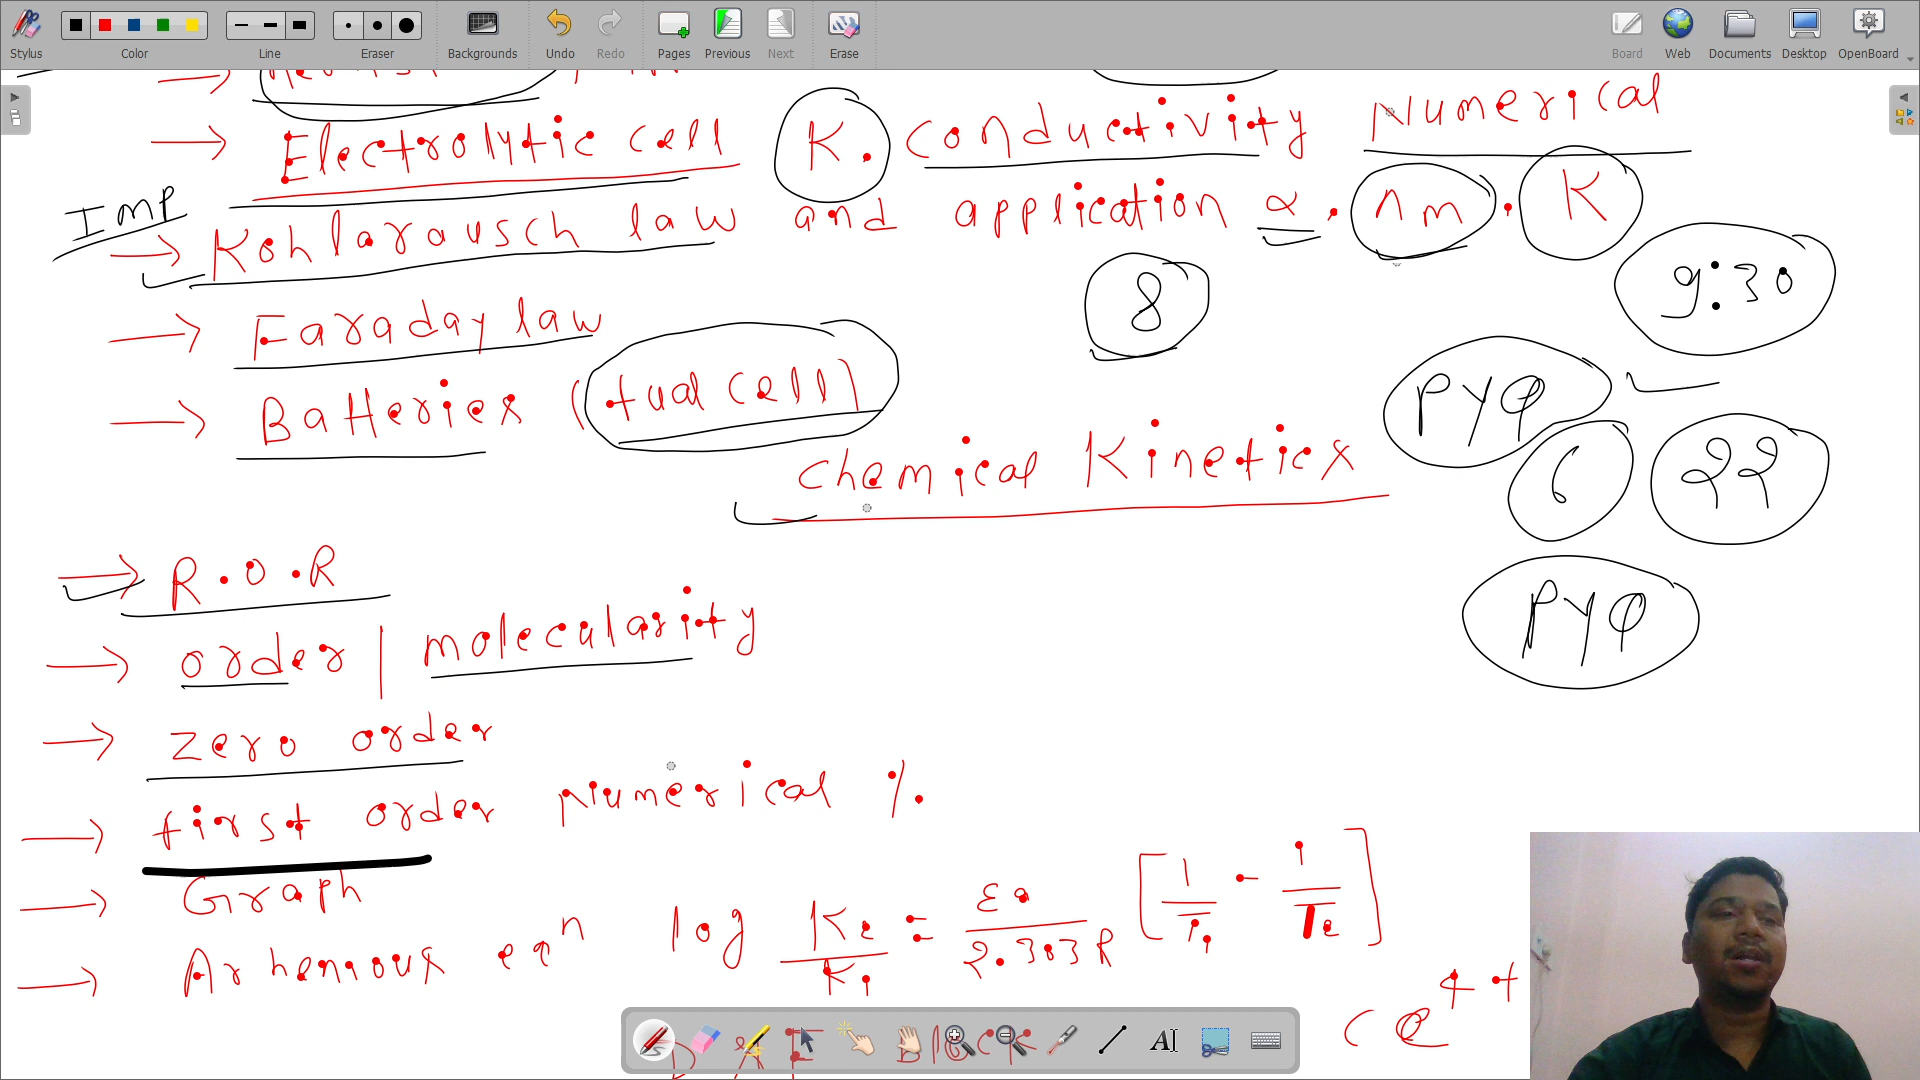 Stylus Color Line Eraser Backgrounds Undo Redo Pages Previous Next Erase Board Web Documents Desktop OpenBoard
→ Electrolytic cell K. conductivity Numerical
Imp
→ Kohlarausch law and application ∝ . Λm . K
8
9:30
→ Faraday law
→ Batteries (fual cell)
PYQ
6 22
Chemical Kinetics
→ R.O.R
PYQ
→ order | molecularity
→ zero order
→ first order Numerical %.
→ Graph
→ Arhenious eqn log K2/K1 = Ea/2.303R [1/T1 - 1/T2]
Ce4+